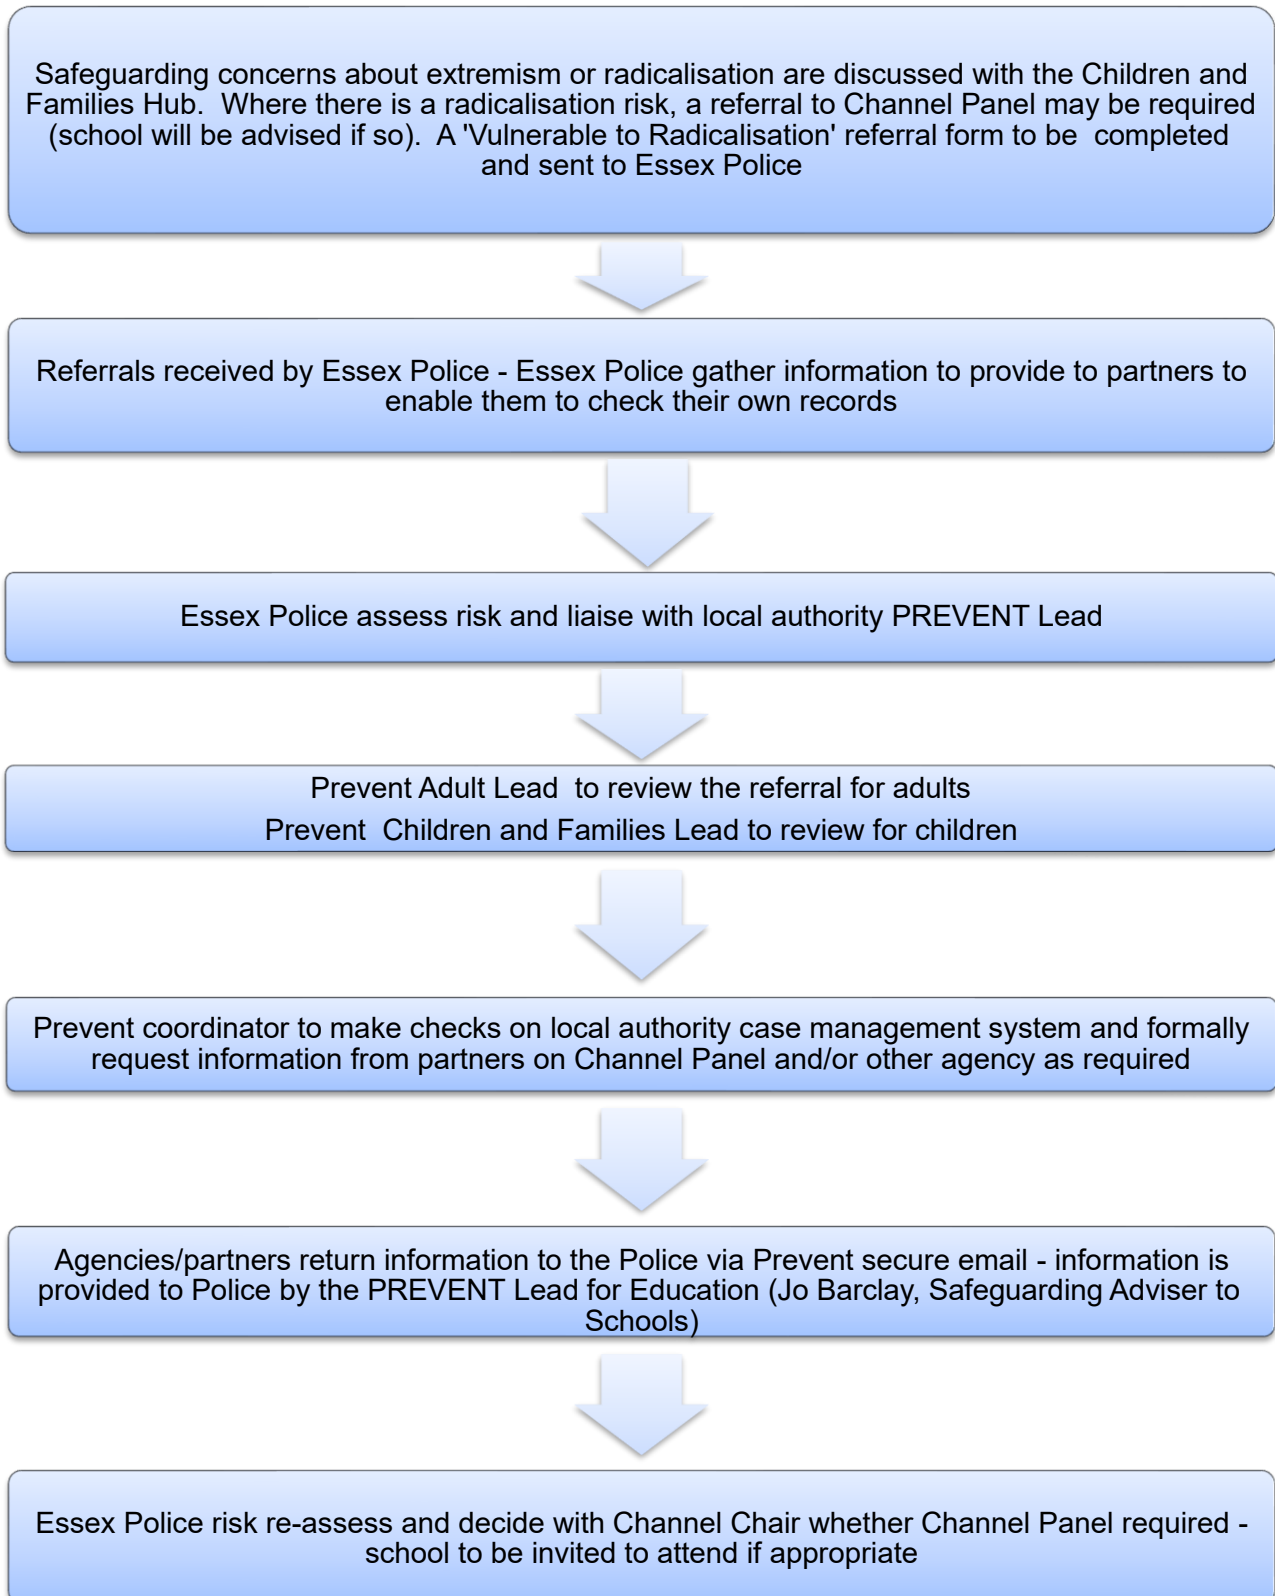 Safeguarding concerns about extremism or radicalisation are discussed with the Children and
Families Hub.  Where there is a radicalisation risk, a referral to Channel Panel may be required
(school will be advised if so).  A 'Vulnerable to Radicalisation' referral form to be  completed
and sent to Essex Police
Referrals received by Essex Police - Essex Police gather information to provide to partners to
enable them to check their own records
Essex Police assess risk and liaise with local authority PREVENT Lead
Prevent Adult Lead  to review the referral for adults
Prevent  Children and Families Lead to review for children
Prevent coordinator to make checks on local authority case management system and formally
request information from partners on Channel Panel and/or other agency as required
Agencies/partners return information to the Police via Prevent secure email - information is
provided to Police by the PREVENT Lead for Education (Jo Barclay, Safeguarding Adviser to
Schools)
Essex Police risk re-assess and decide with Channel Chair whether Channel Panel required -
school to be invited to attend if appropriate